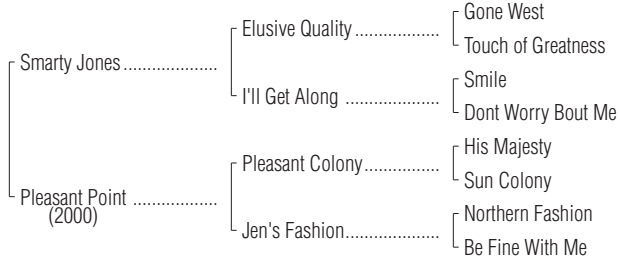 Gone West
Elusive Quality ..................
Touch of Greatness
Smarty Jones ...................
Smile
I'll Get Along ....................
Dont Worry Bout Me
His Majesty
Pleasant Colony................
Sun Colony
Pleasant Point .................
(2000)
Northern Fashion
Jen's Fashion....................
Be Fine With Me